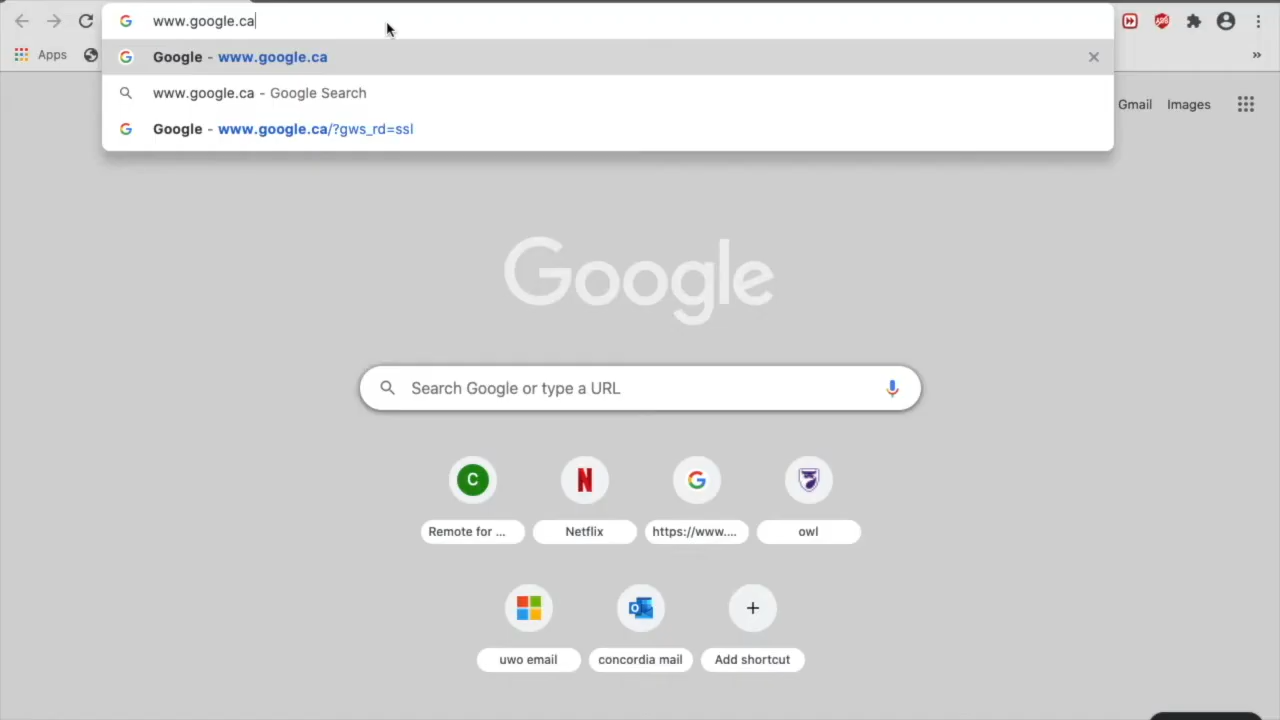 www.google.ca
Apps
Google - www.google.ca
www.google.ca - Google Search
Google - www.google.ca/?gws_rd=ssl
Gmail Images
Google
Search Google or type a URL
C
Remote for ... Netflix https://www.... owl
uwo email concordia mail Add shortcut